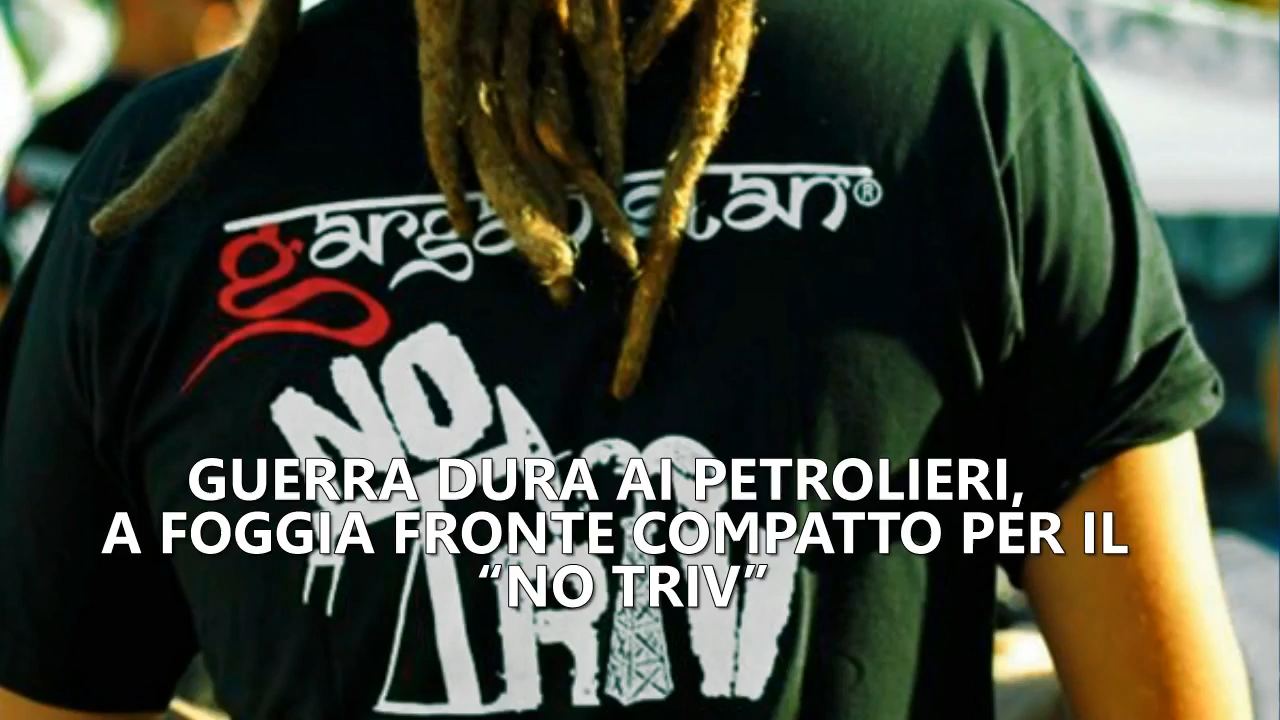 NO
TRIV
GUERRA DURA AI PETROLIERI,
A FOGGIA FRONTE COMPATTO PER IL
“NO TRIV”